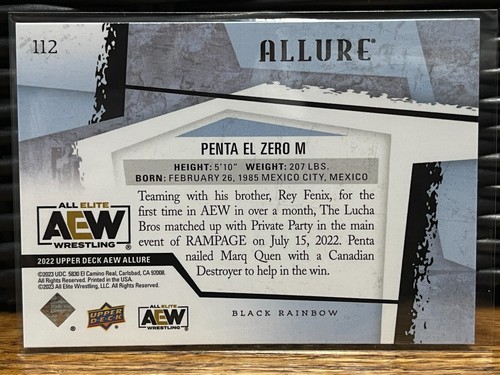 112
ALLURE
PENTA EL ZERO M
HEIGHT: 5'10" WEIGHT: 207 LBS.
BORN: FEBRUARY 26, 1985 MEXICO CITY, MEXICO
Teaming with his brother, Rey Fenix, for the
first time in AEW in over a month, The Lucha
Bros matched up with Private Party in the main
event of RAMPAGE on July 15, 2022. Penta
nailed Marq Quen with a Canadian
Destroyer to help in the win.
ALL ELITE
AEW
WRESTLING™
2022 UPPER DECK AEW ALLURE
©2023 UDC. 5830 El Camino Real, Carlsbad, CA 92008.
All Rights Reserved. Printed in the USA.
©2023 All Elite Wrestling, LLC. All Rights Reserved.
UPPER
DECK
ALL ELITE
AEW
WRESTLING
BLACK RAINBOW